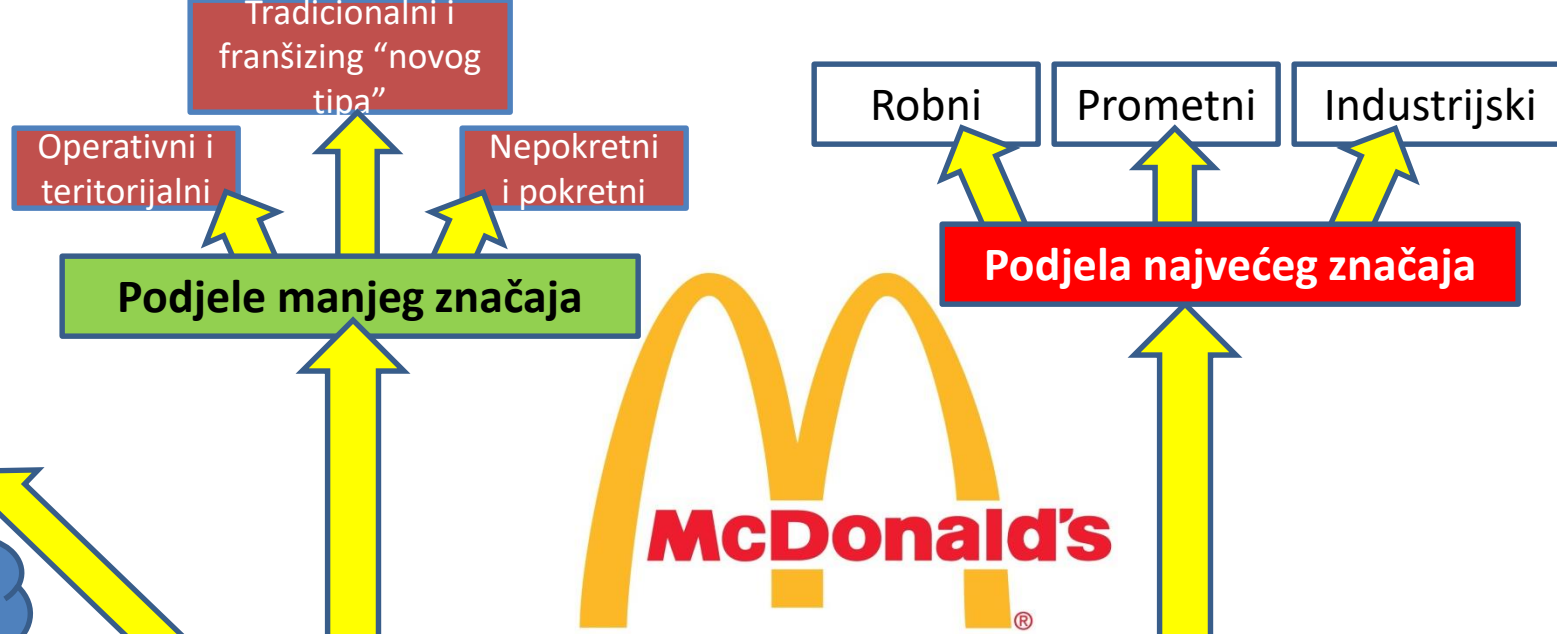 Tradicionalni i
franšizing “novog
tipa”
Operativni i
teritorijalni
Nepokretni
i pokretni
Podjele manjeg značaja
Robni
Prometni
Industrijski
Podjela najvećeg značaja
McDonald's
®